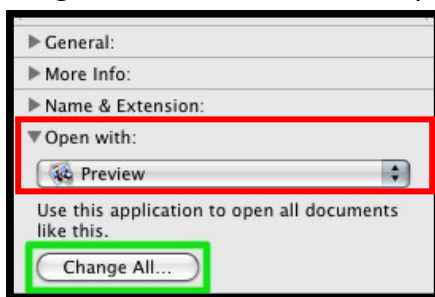 General:
More Info:
Name & Extension:
Open with:
Preview
Use this application to open all documents
like this.
Change All...